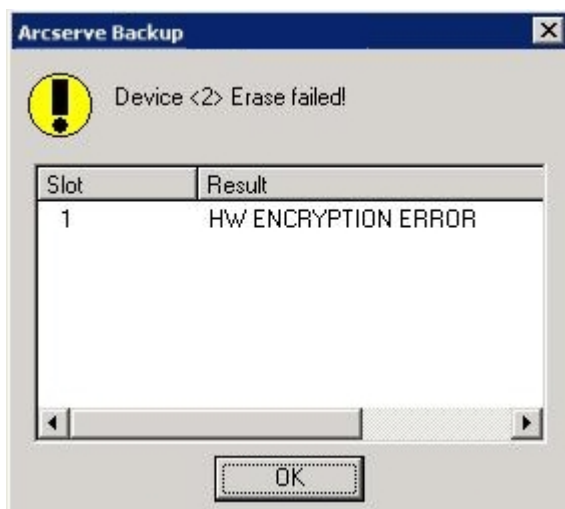 Arcserve Backup
Device <2> Erase failed!
Slot Result
1 HW ENCRYPTION ERROR
OK